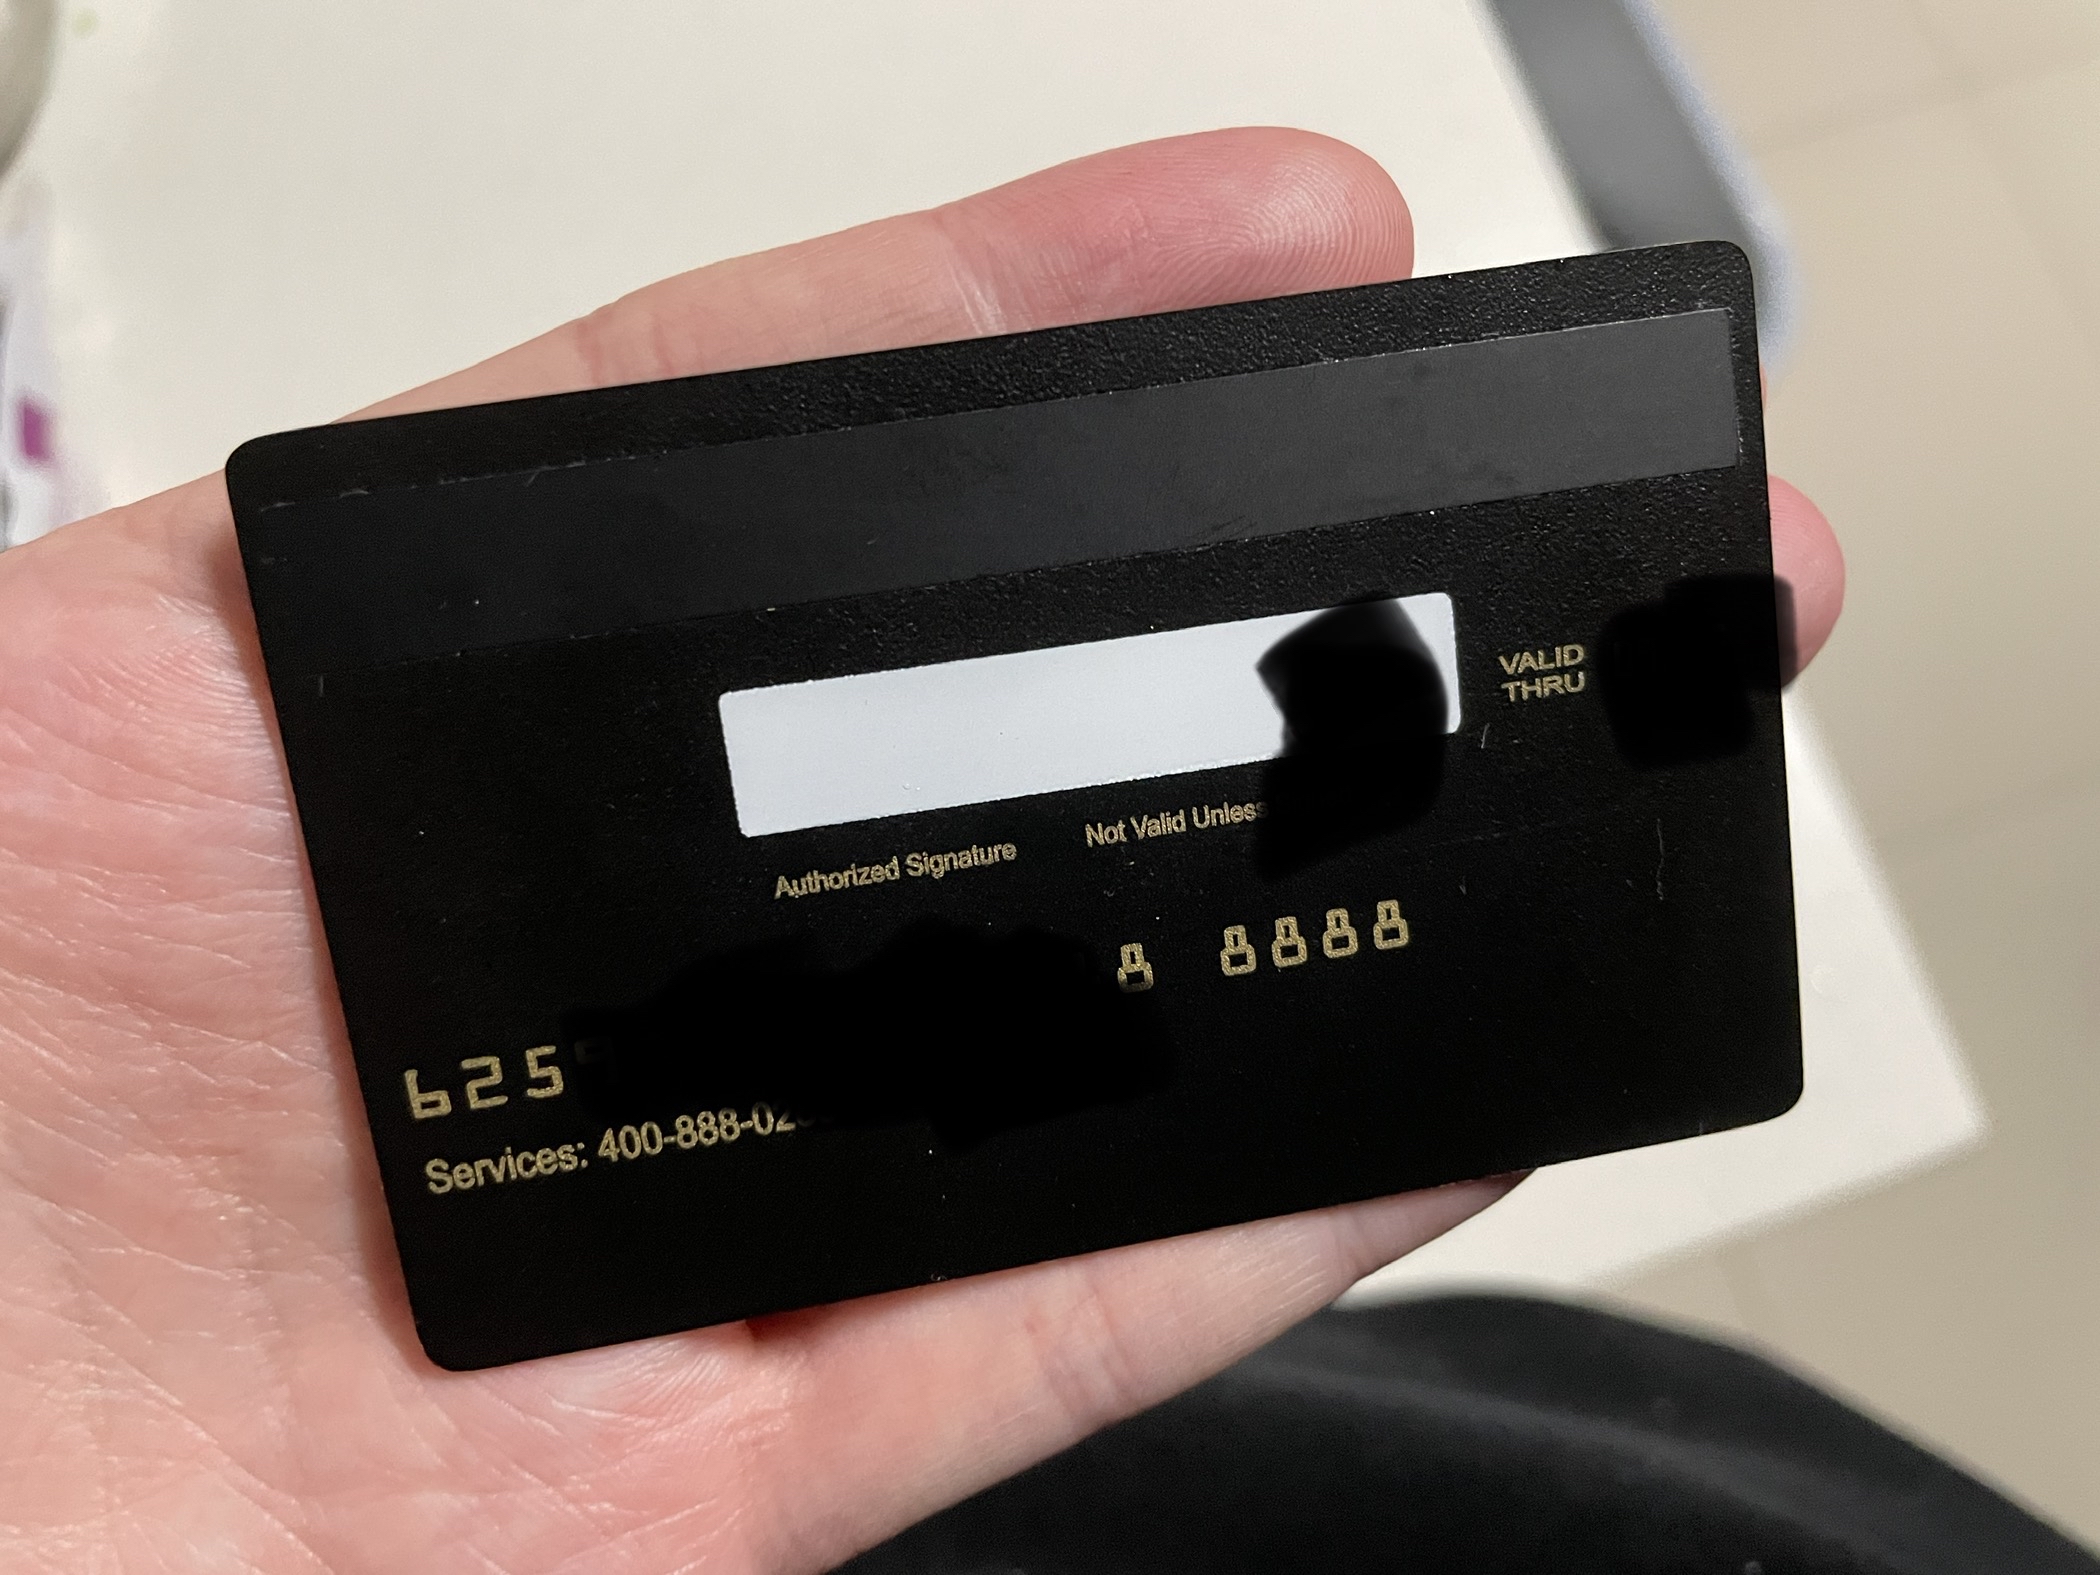 VALID
THRU
Authorized Signature Not Valid Unless
625 8 8888
Services: 400-888-02